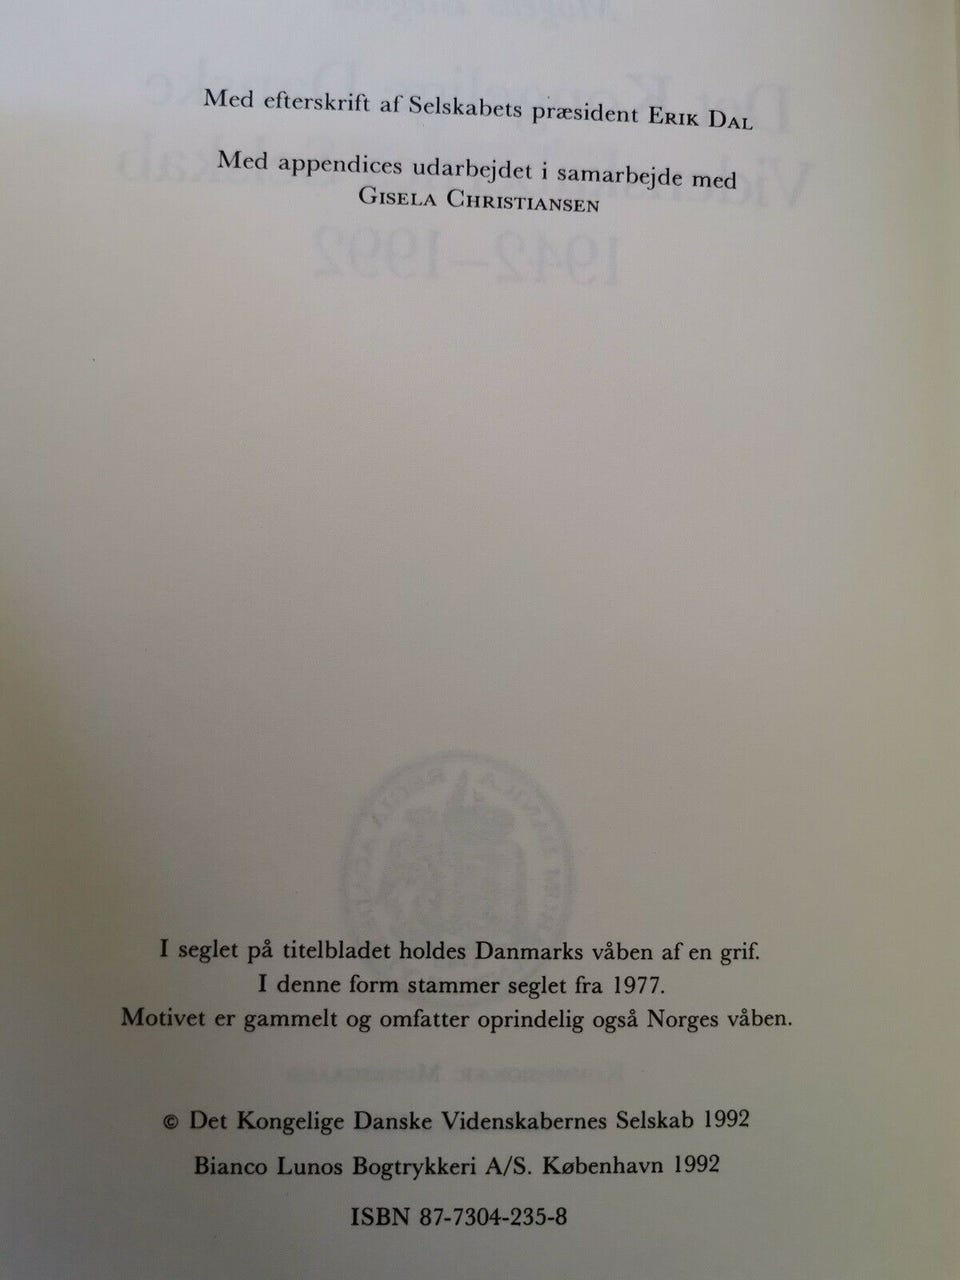 Med efterskrift af Selskabets præsident ERIK DAL
Med appendices udarbejdet i samarbejde med
GISELA CHRISTIANSEN
1942–1992
I seglet på titelbladet holdes Danmarks våben af en grif.
I denne form stammer seglet fra 1977.
Motivet er gammelt og omfatter oprindelig også Norges våben.
© Det Kongelige Danske Videnskabernes Selskab 1992
Bianco Lunos Bogtrykkeri A/S. København 1992
ISBN 87-7304-235-8